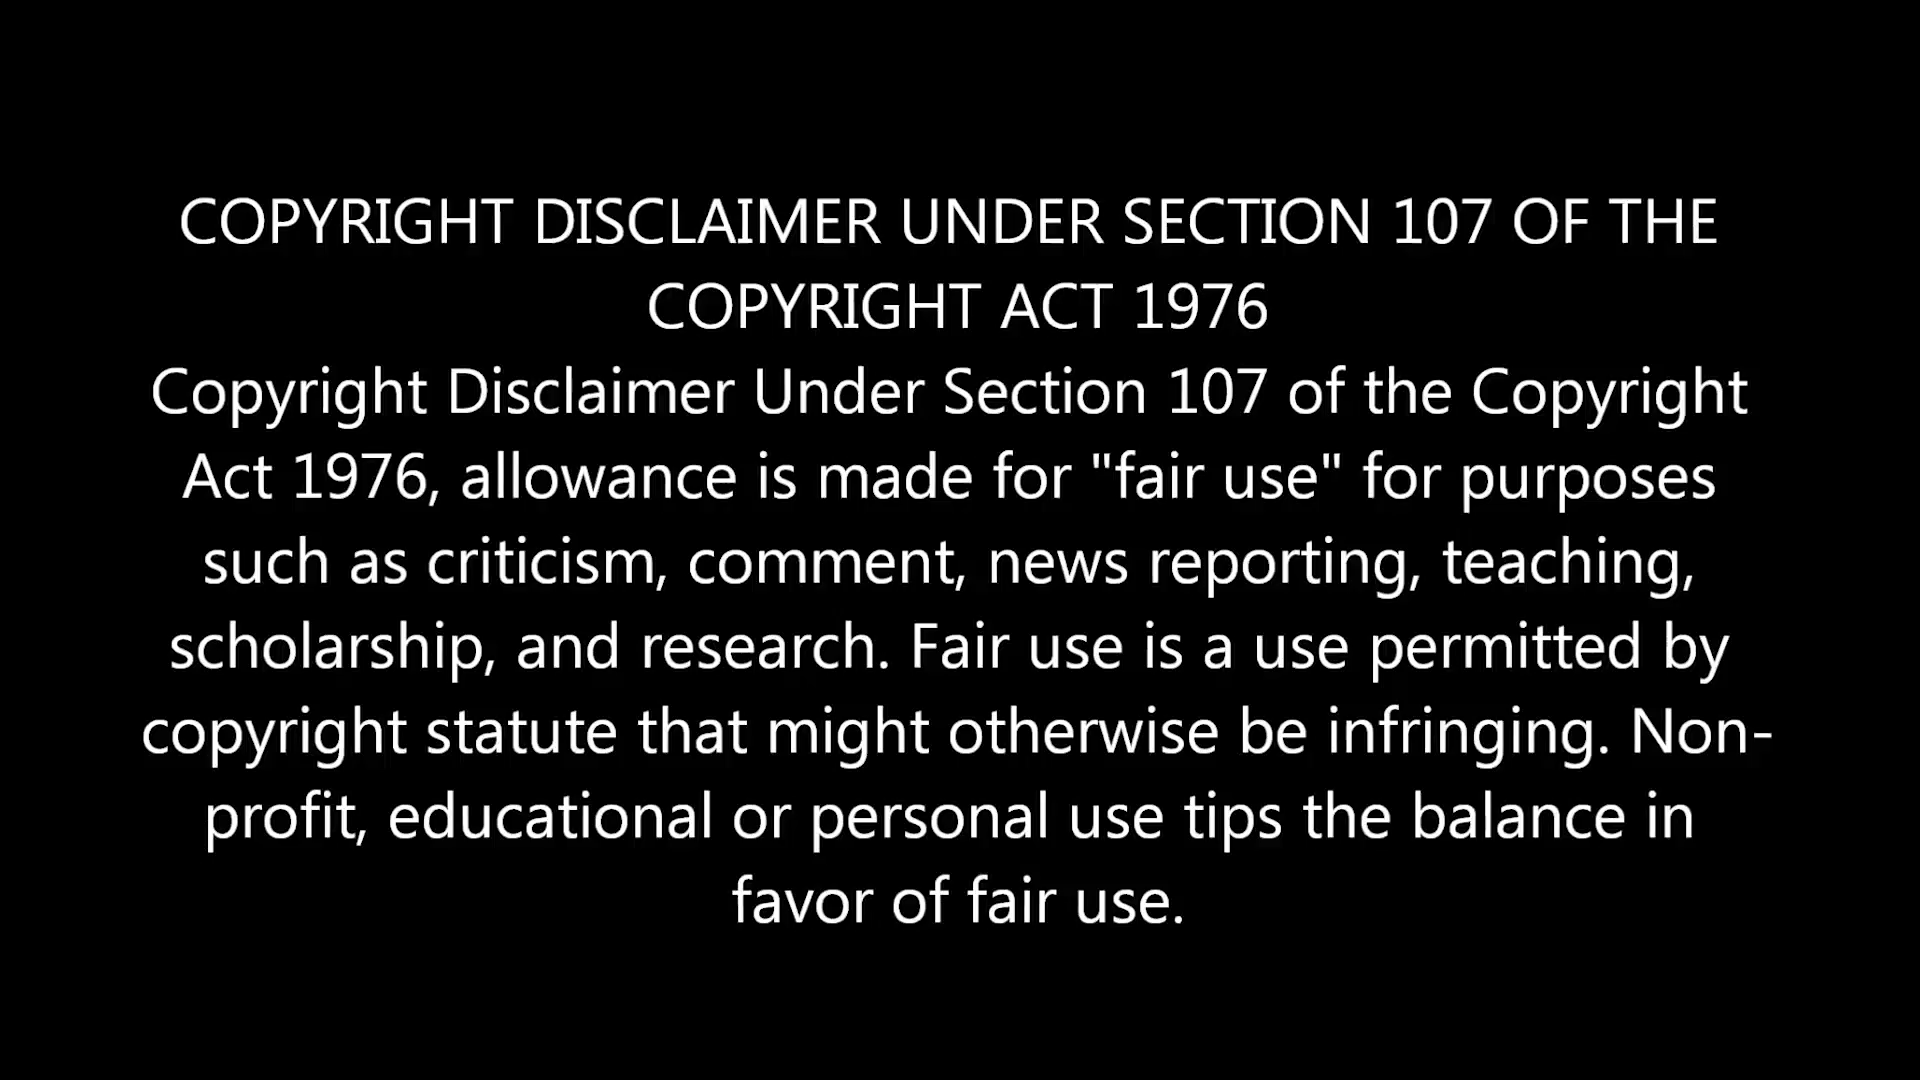 COPYRIGHT DISCLAIMER UNDER SECTION 107 OF THE
COPYRIGHT ACT 1976
Copyright Disclaimer Under Section 107 of the Copyright
Act 1976, allowance is made for "fair use" for purposes
such as criticism, comment, news reporting, teaching,
scholarship, and research. Fair use is a use permitted by
copyright statute that might otherwise be infringing. Non-
profit, educational or personal use tips the balance in
favor of fair use.